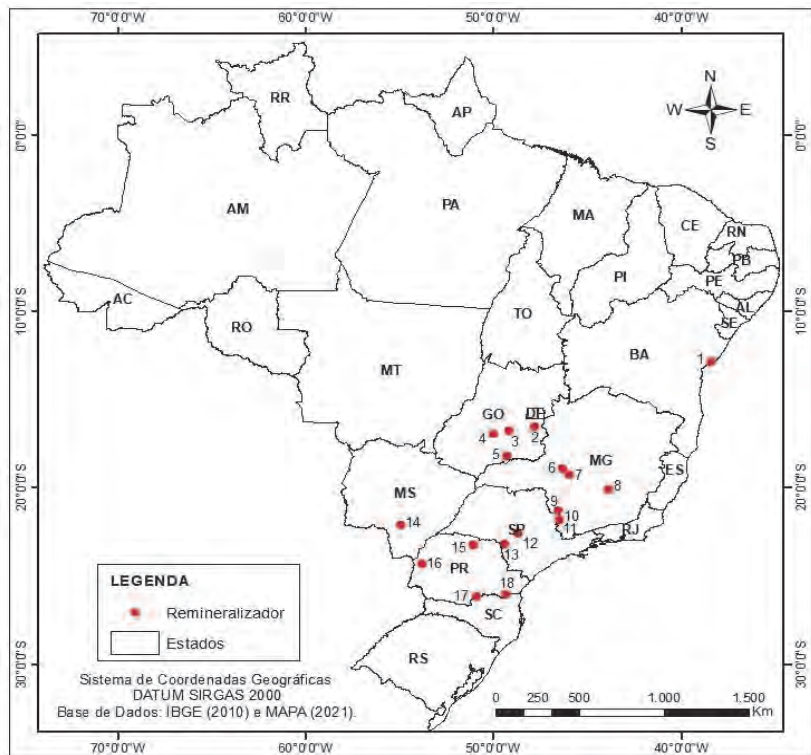 70°0'0"W 60°0'0"W 50°0'0"W 40°0'0"W
N
W E
S
0°0'0" 0°0'0"
RR
AP
AM
PA
MA
CE
RN
PB
PE
AL
SE
PI
AC
RO
TO
10°0'0"S 10°0'0"S
MT
BA
1
GO
DF
4
3
2
5
6
7
MG
8
ES
20°0'0"S 20°0'0"S
MS
14
9
10
11
SP
12
13
RJ
15
16
PR
17
18
SC
RS
LEGENDA
Remineralizador
Estados
Sistema de Coordenadas Geográficas
DATUM SIRGAS 2000
Base de Dados: IBGE (2010) e MAPA (2021).
30°0'0"S 30°0'0"S
0 250 500 1.000 1.500
Km
70°0'0"W 60°0'0"W 50°0'0"W 40°0'0"W